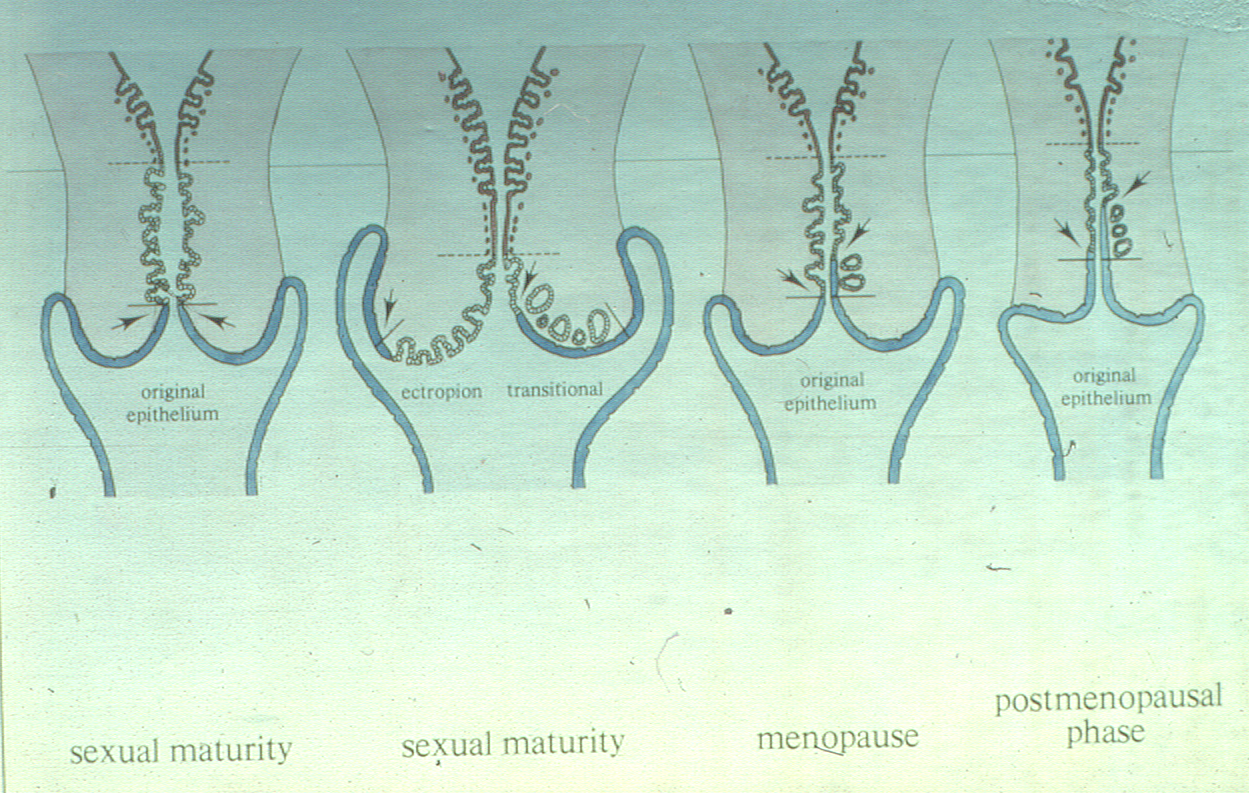 original
epithelium
ectropion
transitional
original
epithelium
original
epithelium
sexual maturity
sexual maturity
menopause
postmenopausal
phase